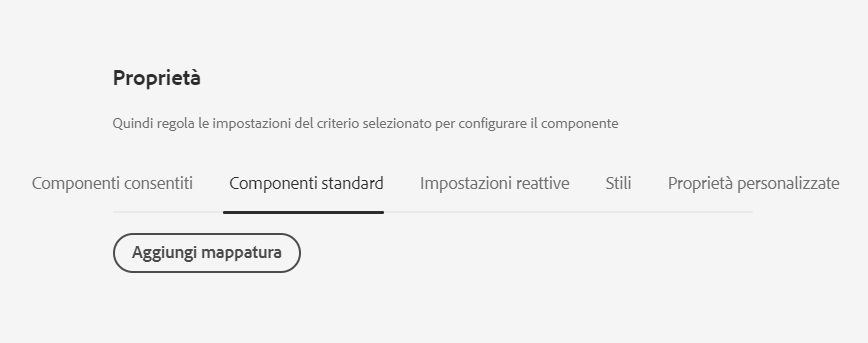 Proprietà
Quindi regola le impostazioni del criterio selezionato per configurare il componente
Componenti consentiti Componenti standard Impostazioni reattive Stili Proprietà personalizzate
Aggiungi mappatura